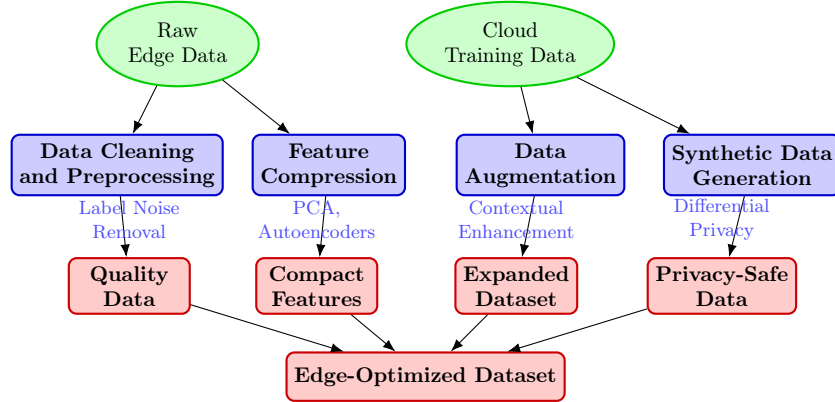 Raw
Edge Data
Cloud
Training Data
Data Cleaning
and Preprocessing
Feature
Compression
Data
Augmentation
Synthetic Data
Generation
Label Noise
Removal
PCA,
Autoencoders
Contextual
Enhancement
Differential
Privacy
Quality
Data
Compact
Features
Expanded
Dataset
Privacy-Safe
Data
Edge-Optimized Dataset